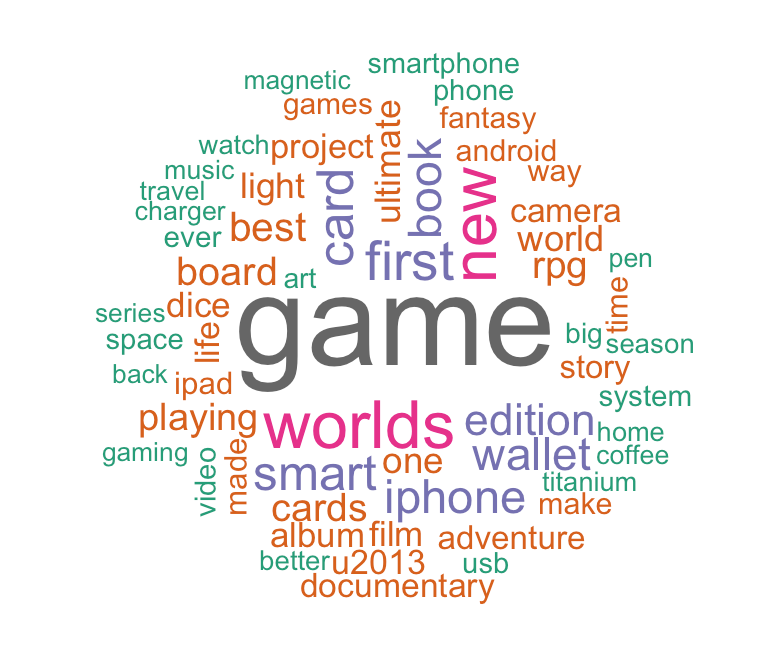 smartphone
magnetic
phone
games
fantasy
ultimate
watch
project
book
android
music
way
card
new
travel
light
charger
camera
best
ever
world
first
pen
board
rpg
art
time
series
dice
game
big
space
life
season
story
back
ipad
system
playing
worlds
edition
home
gaming
wallet
coffee
video
made
smart
one
titanium
iphone
cards
make
album
film
adventure
better
u2013
usb
documentary